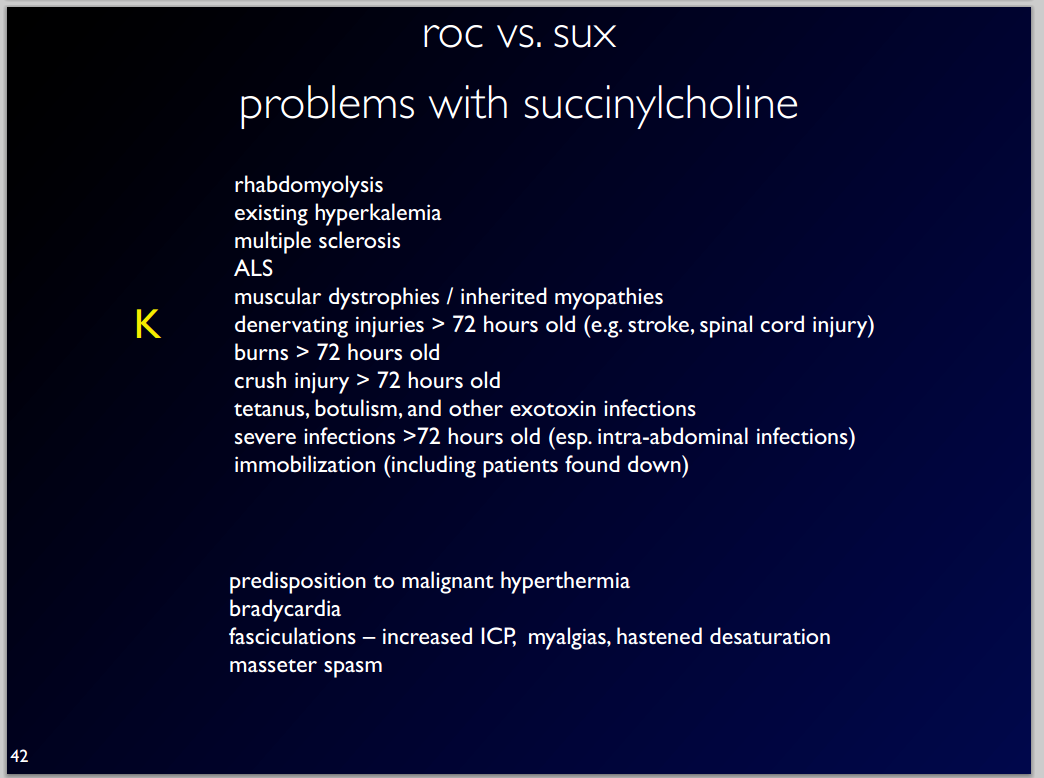 roc vs. sux
problems with succinylcholine
rhabdomyolysis
existing hyperkalemia
multiple sclerosis
ALS
muscular dystrophies / inherited myopathies
K
denervating injuries > 72 hours old (e.g. stroke, spinal cord injury)
burns > 72 hours old
crush injury > 72 hours old
tetanus, botulism, and other exotoxin infections
severe infections >72 hours old (esp. intra-abdominal infections)
immobilization (including patients found down)
predisposition to malignant hyperthermia
bradycardia
fasciculations – increased ICP,  myalgias, hastened desaturation
masseter spasm
42